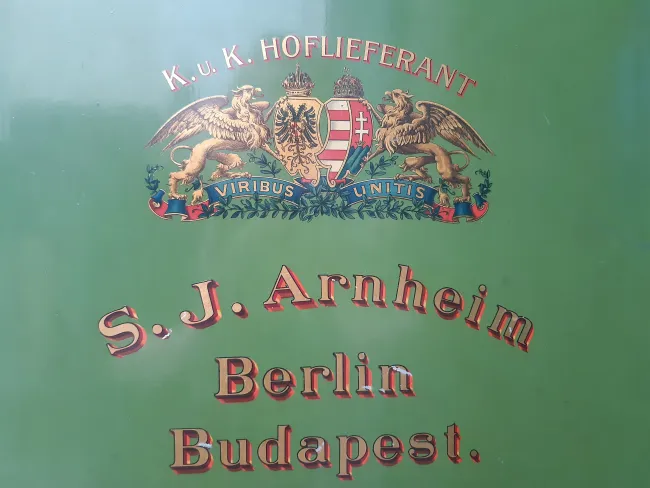 K. u. K. HOFLIEFERANT
VIRIBUS UNITIS
S. J. Arnheim
Berlin
Budapest.